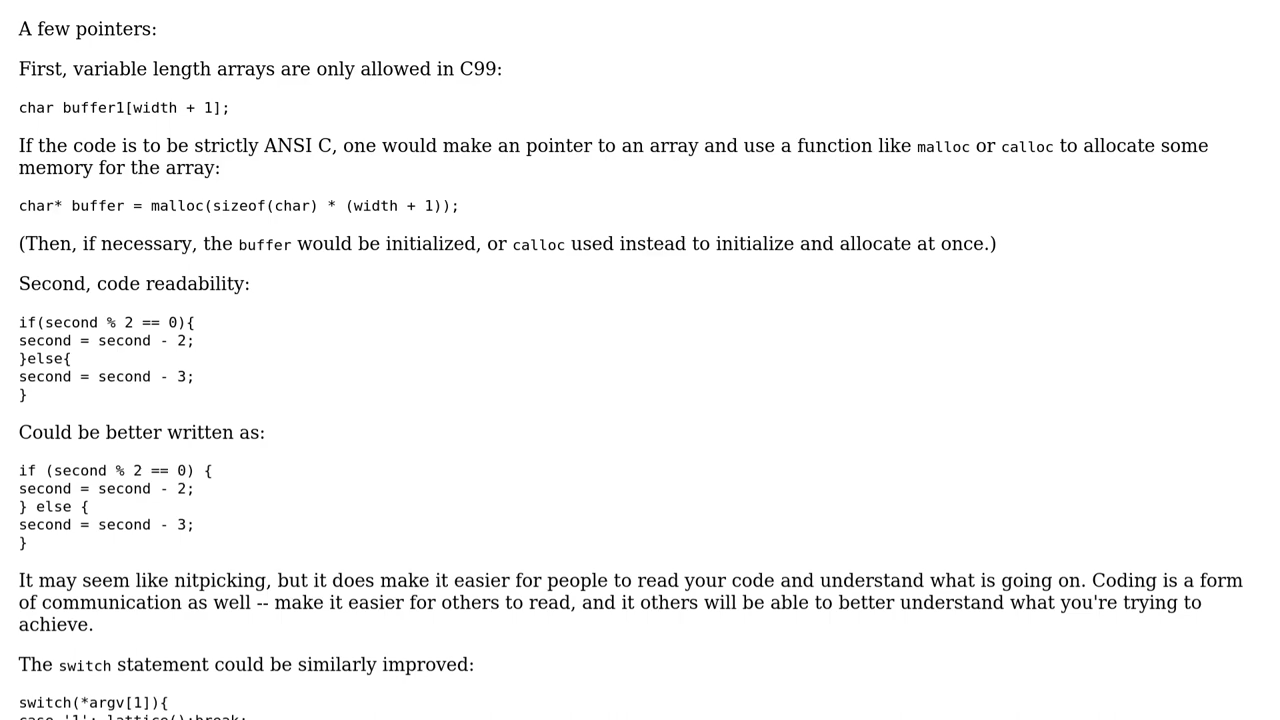 A few pointers:
First, variable length arrays are only allowed in C99:
char buffer1[width + 1];
If the code is to be strictly ANSI C, one would make an pointer to an array and use a function like malloc or calloc to allocate some
memory for the array:
char* buffer = malloc(sizeof(char) * (width + 1));
(Then, if necessary, the buffer would be initialized, or calloc used instead to initialize and allocate at once.)
Second, code readability:
if(second % 2 == 0){
second = second - 2;
}else{
second = second - 3;
}
Could be better written as:
if (second % 2 == 0) {
second = second - 2;
} else {
second = second - 3;
}
It may seem like nitpicking, but it does make it easier for people to read your code and understand what is going on. Coding is a form
of communication as well -- make it easier for others to read, and it others will be able to better understand what you're trying to
achieve.
The switch statement could be similarly improved:
switch(*argv[1]){
case '1': lattice();break;